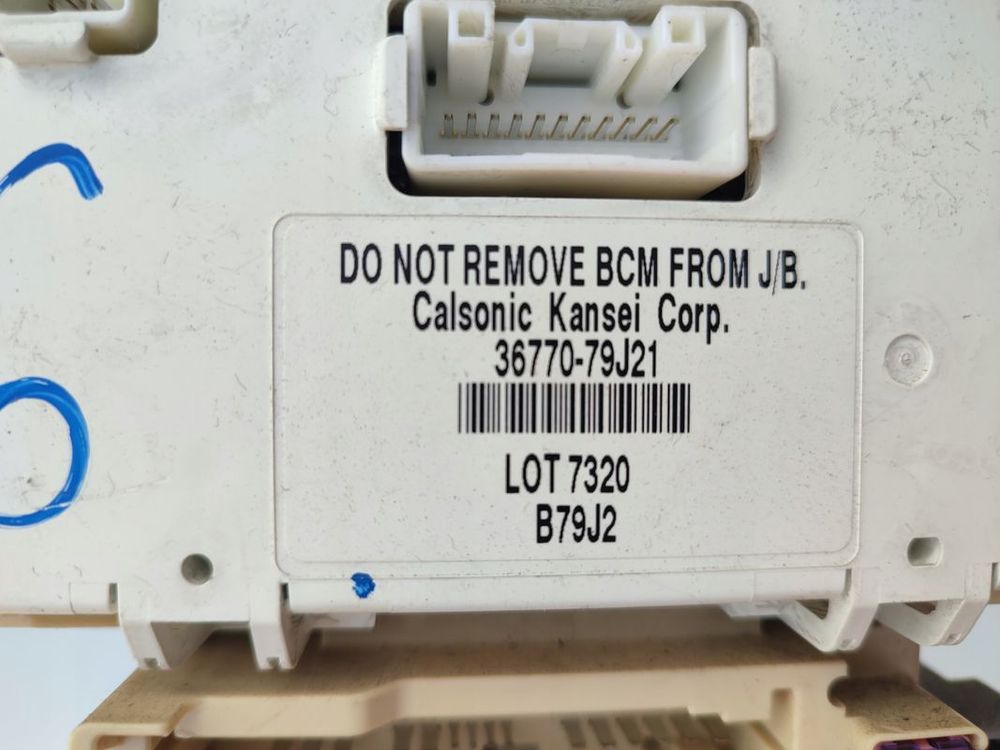 DO NOT REMOVE BCM FROM J/B.
Calsonic Kansei Corp.
36770-79J21
LOT 7320
B79J2